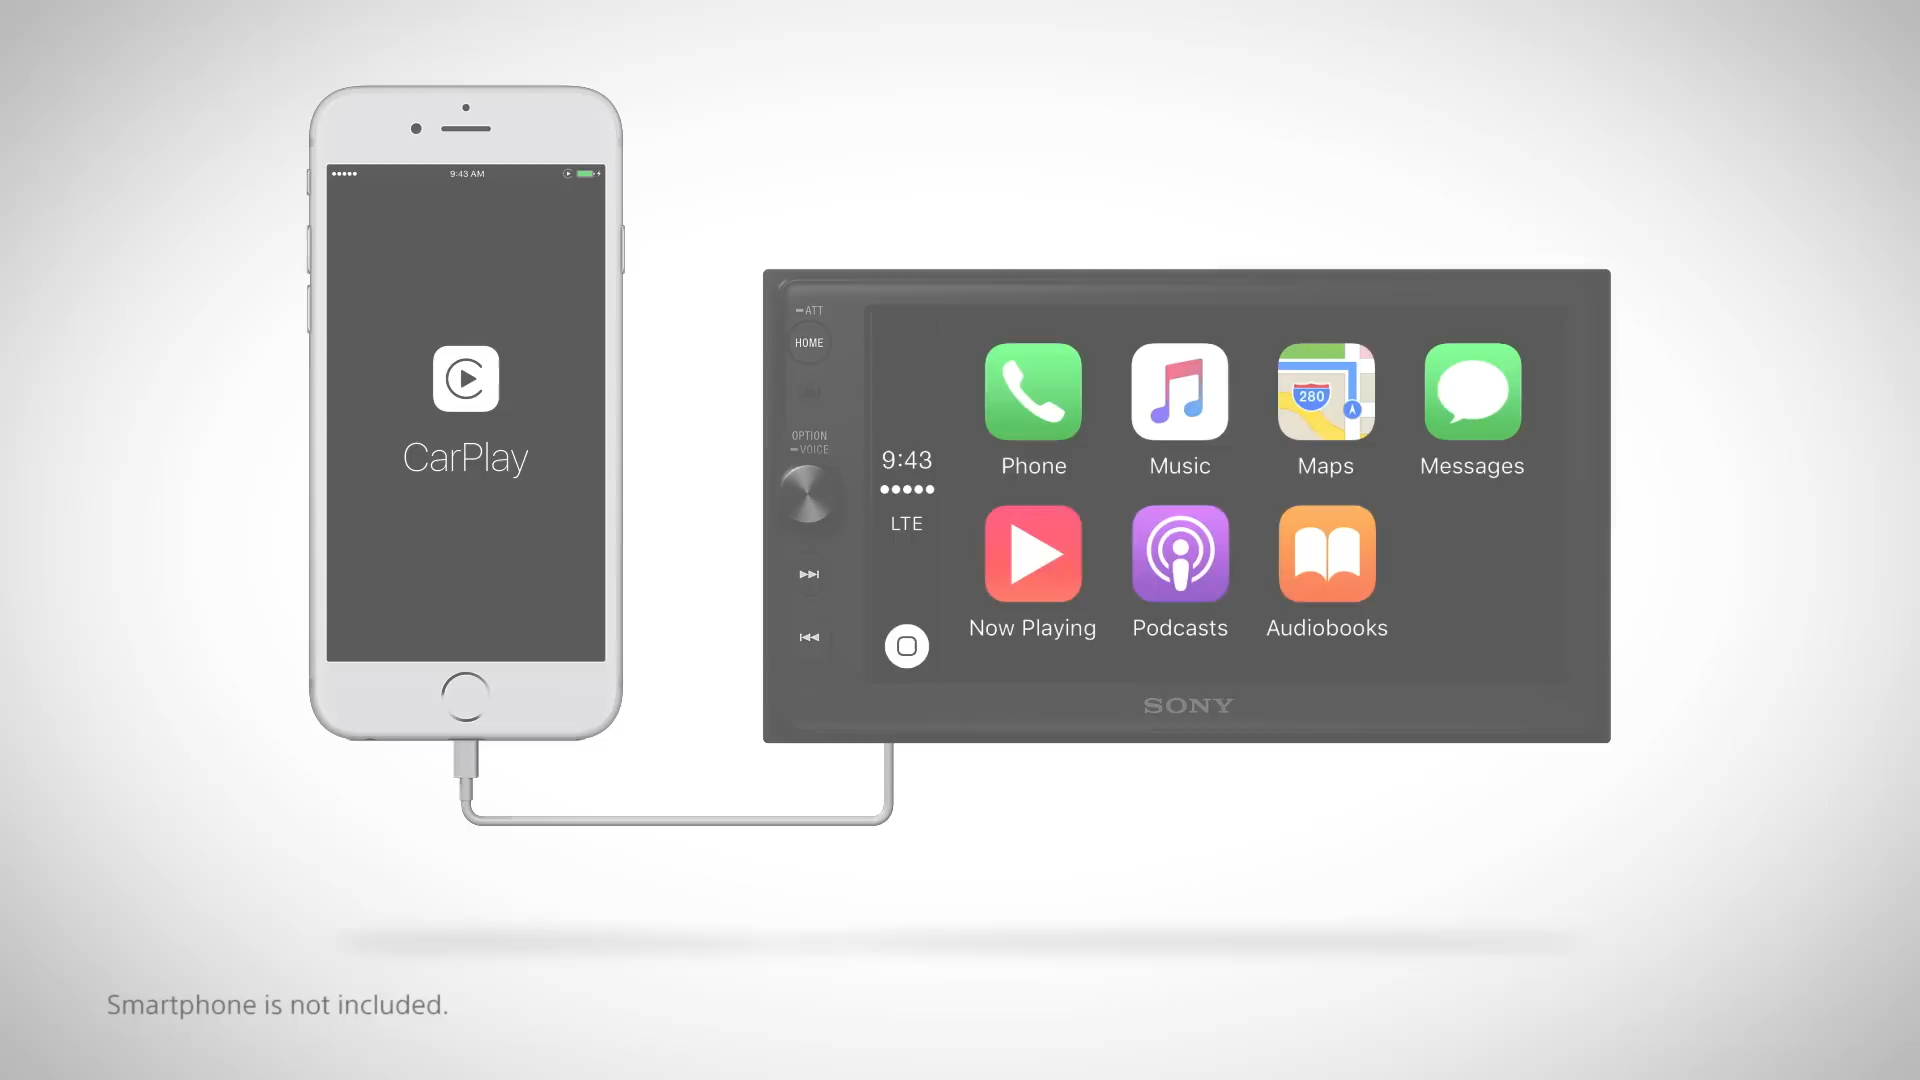 9:43 AM
CarPlay
ATT
HOME
OPTION
VOICE
9:43
LTE
Phone
Music
280
Maps
Messages
Now Playing
Podcasts
Audiobooks
SONY
Smartphone is not included.